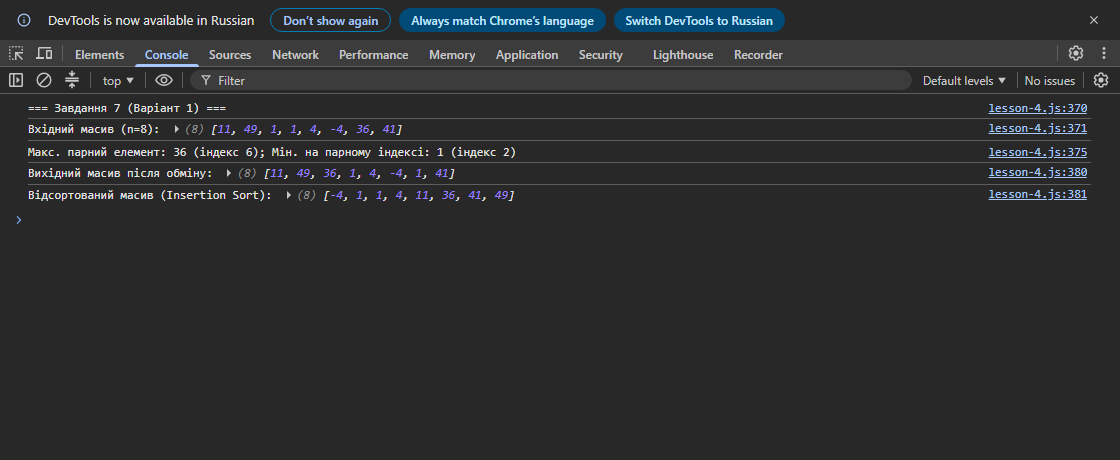 DevTools is now available in Russian Don't show again Always match Chrome's language Switch DevTools to Russian
Elements Console Sources Network Performance Memory Application Security Lighthouse Recorder
top Filter Default levels No issues
=== Завдання 7 (Варіант 1) === lesson-4.js:370
Вхідний масив (n=8): (8) [11, 49, 1, 1, 4, -4, 36, 41] lesson-4.js:371
Макс. парний елемент: 36 (індекс 6); Мін. на парному індексі: 1 (індекс 2) lesson-4.js:375
Вихідний масив після обміну: (8) [11, 49, 36, 1, 4, -4, 1, 41] lesson-4.js:380
Відсортований масив (Insertion Sort): (8) [-4, 1, 1, 4, 11, 36, 41, 49] lesson-4.js:381